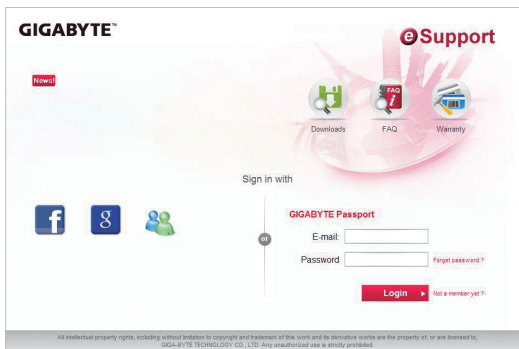 GIGABYTE™
eSupport
News!
FAQ
Downloads
FAQ
Warranty
Sign in with
f
g
or
GIGABYTE Passport
E-mail:
Password
Forget password ?
Login
Not a member yet ?
All intellectual property rights, including without limitation to copyright and trademark of this work and its derivative works are the property of, or are licensed to,
GIGA-BYTE TECHNOLOGY CO., LTD. Any unauthorized use is strictly prohibited.